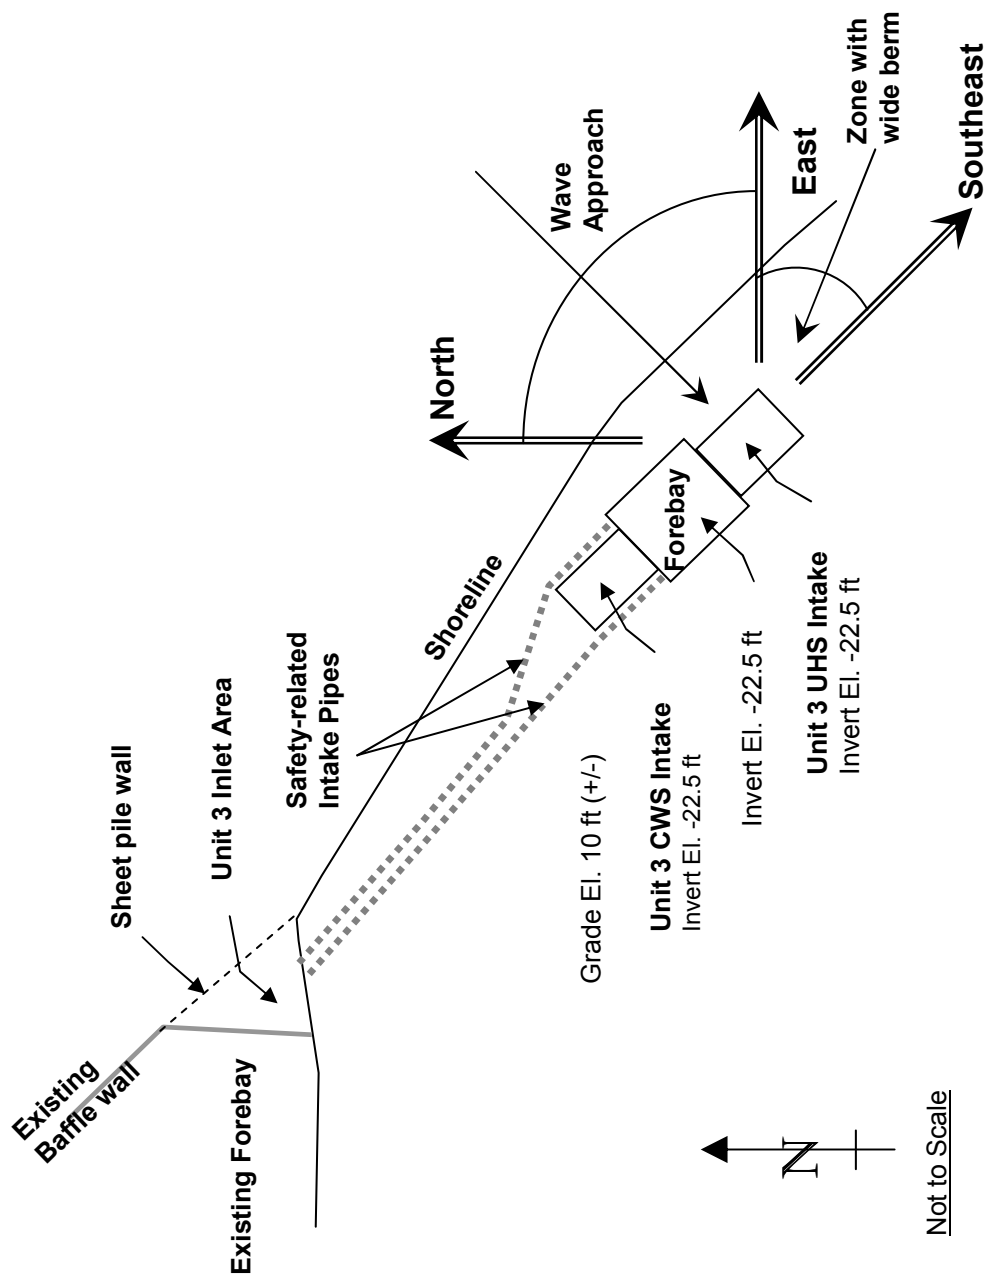 Existing
Baffle wall
Sheet pile wall
Unit 3 Inlet Area
Existing Forebay
Safety-related
Intake Pipes
Shoreline
North
Wave
Approach
East
Zone with
wide berm
Southeast
Forebay
Grade El. 10 ft (+/-)
Unit 3 CWS Intake
Invert El. -22.5 ft
Invert El. -22.5 ft
Unit 3 UHS Intake
Invert El. -22.5 ft
N
Not to Scale